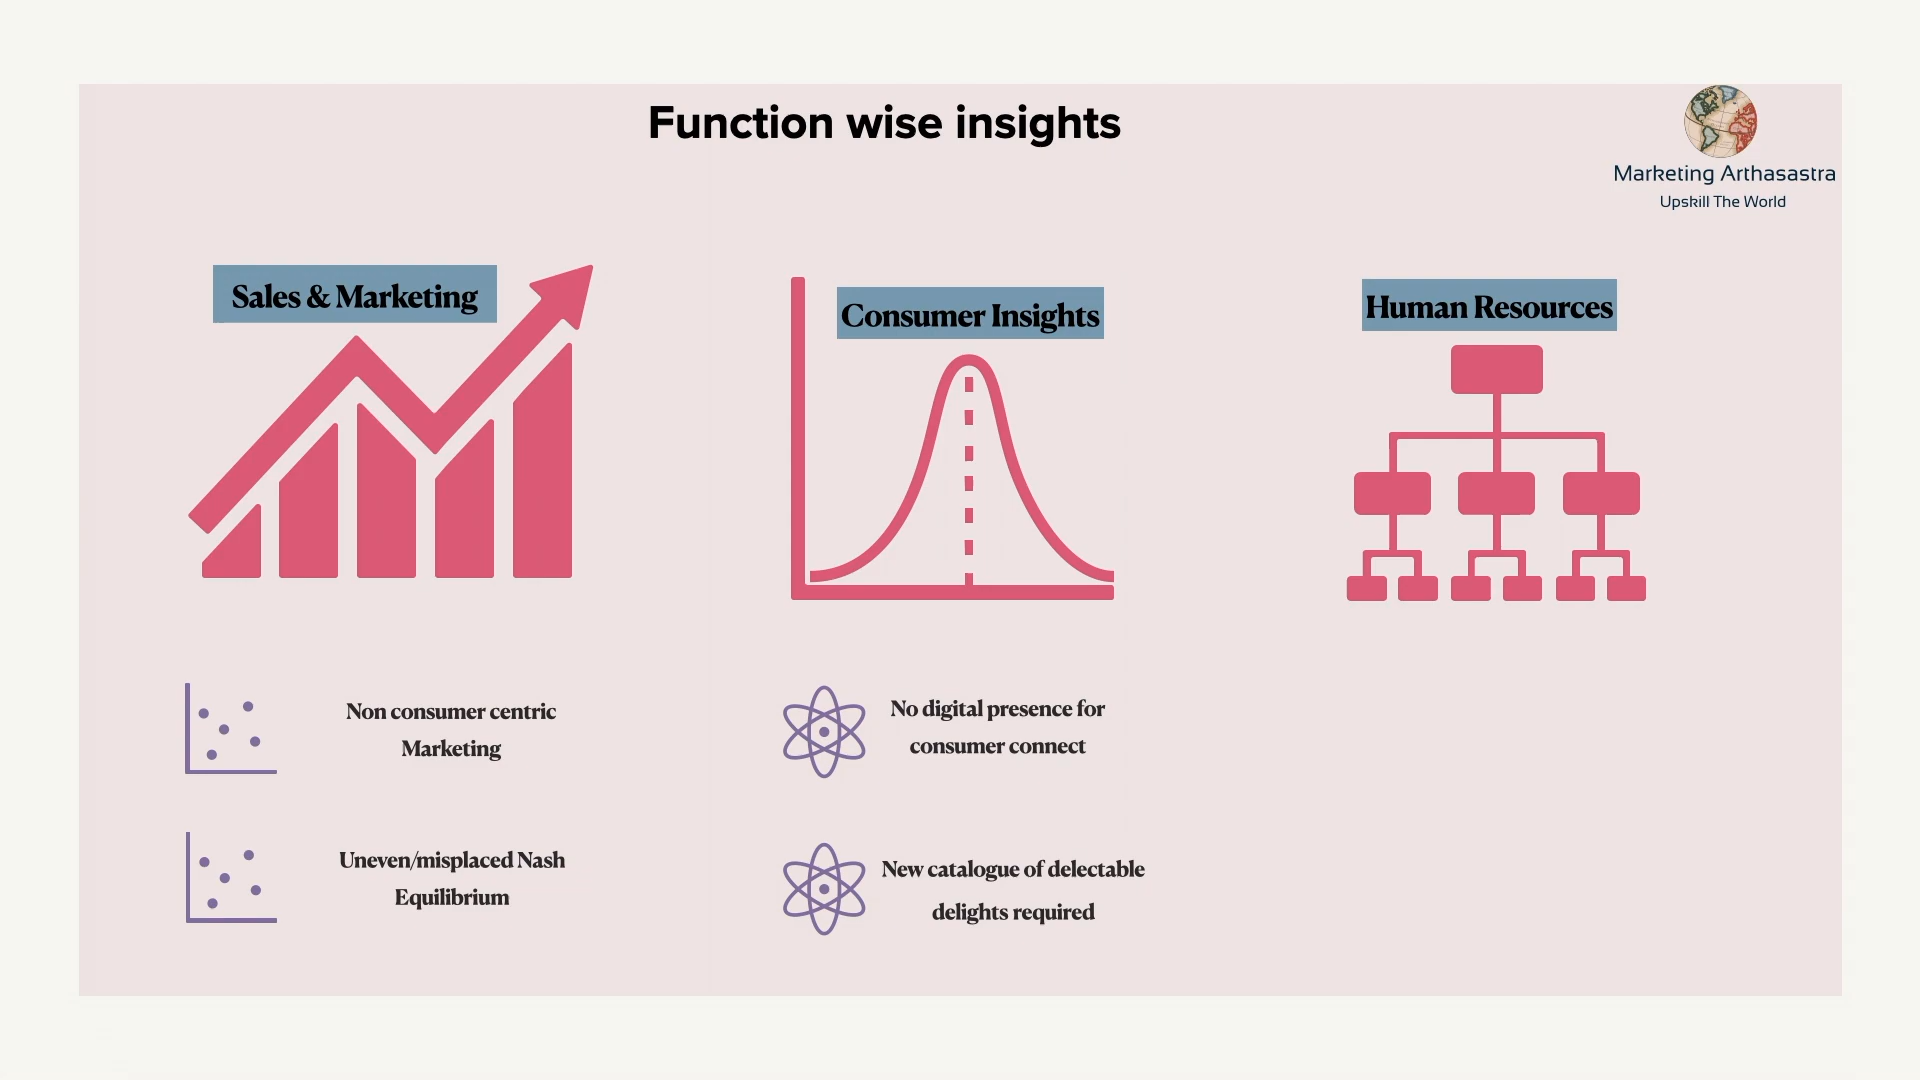 Function wise insights
Marketing Arthasastra
Upskill The World
Sales & Marketing
Consumer Insights
Human Resources
Non consumer centric
Marketing
No digital presence for
consumer connect
Uneven/misplaced Nash
Equilibrium
New catalogue of delectable
delights required